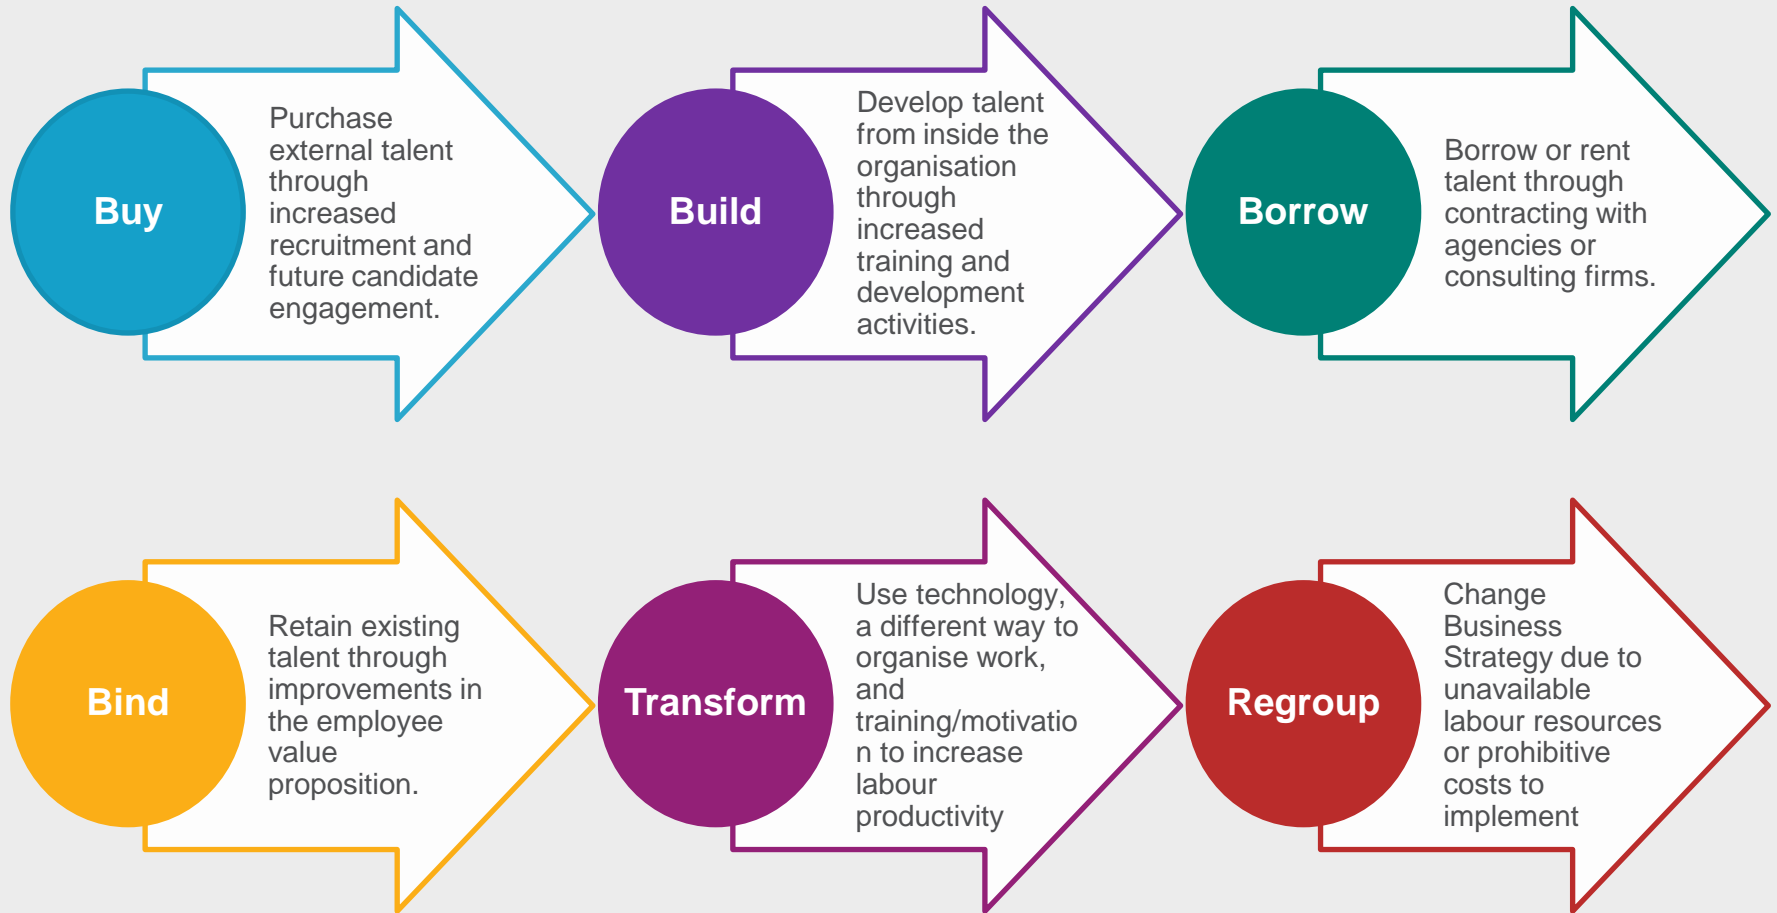 Buy
Purchase
external talent
through
increased
recruitment and
future candidate
engagement.
Build
Develop talent
from inside the
organisation
through
increased
training and
development
activities.
Borrow
Borrow or rent
talent through
contracting with
agencies or
consulting firms.
Bind
Retain existing
talent through
improvements in
the employee
value
proposition.
Transform
Use technology,
a different way to
organise work,
and
training/motivatio
n to increase
labour
productivity
Regroup
Change
Business
Strategy due to
unavailable
labour resources
or prohibitive
costs to
implement